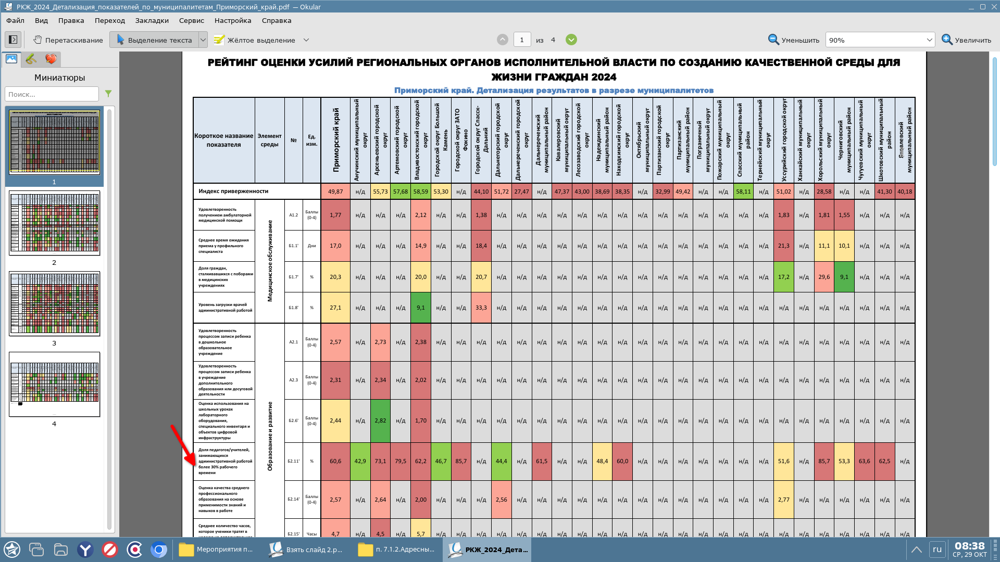 РКЖ_2024_Детализация_показателей_по_муниципалитетам_Приморский_край.pdf — Okular
Файл Вид Правка Переход Закладки Сервис Настройка Справка
Перетаскивание Выделение текста Жёлтое выделение 1 из 4 Уменьшить 90% Увеличить
Миниатюры
Поиск...
1
2
3
4
РЕЙТИНГ ОЦЕНКИ УСИЛИЙ РЕГИОНАЛЬНЫХ ОРГАНОВ ИСПОЛНИТЕЛЬНОЙ ВЛАСТИ ПО СОЗДАНИЮ КАЧЕСТВЕННОЙ СРЕДЫ ДЛЯ
ЖИЗНИ ГРАЖДАН 2024
Приморский край. Детализация результатов в разрезе муниципалитетов
Короткое название
показателя
Элемент
среды
№
Ед.
изм.
Приморский край
Анучинский муниципальный
округ
Арсеньевский городской
округ
Артемовский городской
округ
Владивостокский городской
округ
Городской округ Большой
Камень
Городской округ ЗАТО
Фокино
Городской округ Спасск-
Дальний
Дальнегорский городской
округ
Дальнереченский городской
округ
Дальнереченский
муниципальный район
Кавалеровский
муниципальный округ
Лесозаводский городской
округ
Надеждинский
муниципальный район
Находкинский городской
округ
Октябрьский
муниципальный округ
Партизанский городской
округ
Партизанский
муниципальный район
Пограничный
муниципальный округ
Пожарский муниципальный
округ
Спасский муниципальный
район
Тернейский муниципальный
округ
Уссурийский городской округ
Ханкайский муниципальный
округ
Хорольский муниципальный
округ
Черниговский
муниципальный район
Чугуевский муниципальный
округ
Шкотовский муниципальный
район
муниципальный район
Индекс приверженности 49,87 н/д 55,73 57,68 58,59 53,30 н/д 44,10 51,72 27,47 н/д 47,37 43,00 38,69 38,35 н/д 32,99 49,42 н/д н/д 58,11 н/д 51,02 н/д 28,58 н/д н/д 41,30 40,18
Медицинское обслуживание
Удовлетворенность
получением амбулаторной
медицинской помощи
А1.2 Баллы
(0-4)
1,77 н/д н/д н/д 2,12 н/д н/д 1,38 н/д н/д н/д н/д н/д н/д н/д н/д н/д н/д н/д н/д н/д н/д 1,83 н/д 1,81 1,55 н/д н/д н/д
Среднее время ожидания
приема у профильного
специалиста
Б1.1' Дни 17,0 н/д н/д н/д 14,9 н/д н/д 18,4 н/д н/д н/д н/д н/д н/д н/д н/д н/д н/д н/д н/д н/д н/д 21,3 н/д 11,1 10,1 н/д н/д н/д
Доля граждан,
сталкивавшихся с поборами
в медицинских
учреждениях
Б1.7' % 20,3 н/д н/д н/д 20,0 н/д н/д 20,7 н/д н/д н/д н/д н/д н/д н/д н/д н/д н/д н/д н/д н/д н/д 17,2 н/д 29,6 9,1 н/д н/д н/д
Уровень загрузки врачей
административной работой
Б1.8' % 27,1 н/д н/д н/д 9,1 н/д н/д 33,3 н/д н/д н/д н/д н/д н/д н/д н/д н/д н/д н/д н/д н/д н/д н/д н/д н/д н/д н/д н/д н/д
Образование и развитие
Удовлетворенность
процессом записи ребенка
в дошкольное
образовательное
учреждение
А2.1 Баллы
(0-4)
2,57 н/д 2,73 н/д 2,38 н/д н/д н/д н/д н/д н/д н/д н/д н/д н/д н/д н/д н/д н/д н/д н/д н/д н/д н/д н/д н/д н/д н/д н/д
Удовлетворенность
процессом записи ребенка
в учреждение
дополнительного
образования или досуговой
деятельности
А2.3 Баллы
(0-4)
2,31 н/д 2,34 н/д 2,02 н/д н/д н/д н/д н/д н/д н/д н/д н/д н/д н/д н/д н/д н/д н/д н/д н/д н/д н/д н/д н/д н/д н/д н/д
Оценка использования на
школьных уроках
лабораторного
оборудования,
специального инвентаря и
объектов цифровой
инфраструктуры
Б2.6' Баллы
(0-4)
2,44 н/д 2,82 н/д 1,70 н/д н/д н/д н/д н/д н/д н/д н/д н/д н/д н/д н/д н/д н/д н/д н/д н/д н/д н/д н/д н/д н/д н/д н/д
Доля педагогов/учителей,
занимающихся
административной работой
более 30% рабочего
времени
Б2.11' % 60,6 42,9 73,1 79,5 62,2 46,7 85,7 н/д 44,4 н/д 61,5 н/д н/д 48,4 60,0 н/д н/д н/д н/д н/д н/д н/д 51,6 н/д 85,7 53,3 63,6 62,5 н/д
Оценка качества среднего
профессионального
образования на основе
применимости знаний и
навыков в работе
Б2.14' Баллы
(0-4)
2,57 н/д 2,64 н/д 2,00 н/д н/д н/д 2,56 н/д н/д н/д н/д н/д н/д н/д н/д н/д н/д н/д н/д н/д 2,77 н/д н/д н/д н/д н/д н/д
Среднее количество часов,
которое ученики тратят в
Б2.15' Часы 4,7 н/д 4,5 н/д 5,7 н/д н/д н/д н/д н/д н/д н/д н/д н/д н/д н/д н/д н/д н/д н/д н/д н/д н/д н/д н/д н/д н/д н/д н/д
Мероприятия п... Взять слайд 2.p... п. 7.1.2.Адресны... РКЖ_2024_Дета... ru 08:38
СР, 29 ОКТ